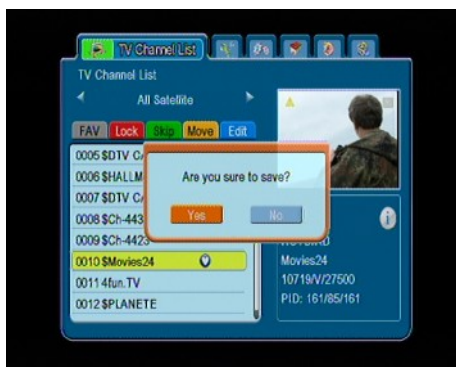 TV Channel List
TV Channel List
All Satellite
FAV Lock Skip Move Edit
0005 $DTV
0006 $HALLM
0007 $DTV
0008 $Ch-443
0009 $Ch-4423
0010 $Movies24
0011 4fun.TV
0012 $PLANETE
Are you sure to save?
Yes No
Movies24
10719/V/27500
PID: 161/85/161